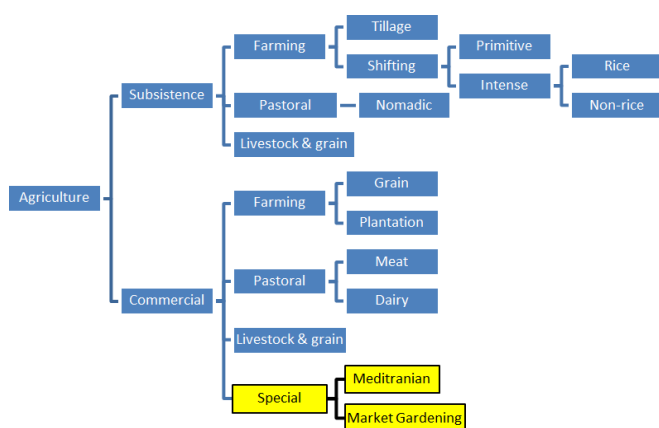 Tillage
Farming
Primitive
Shifting
Rice
Intense
Subsistence
Pastoral
Nomadic
Non-rice
Livestock & grain
Grain
Agriculture
Farming
Plantation
Meat
Pastoral
Commercial
Dairy
Livestock & grain
Meditranian
Special
Market Gardening